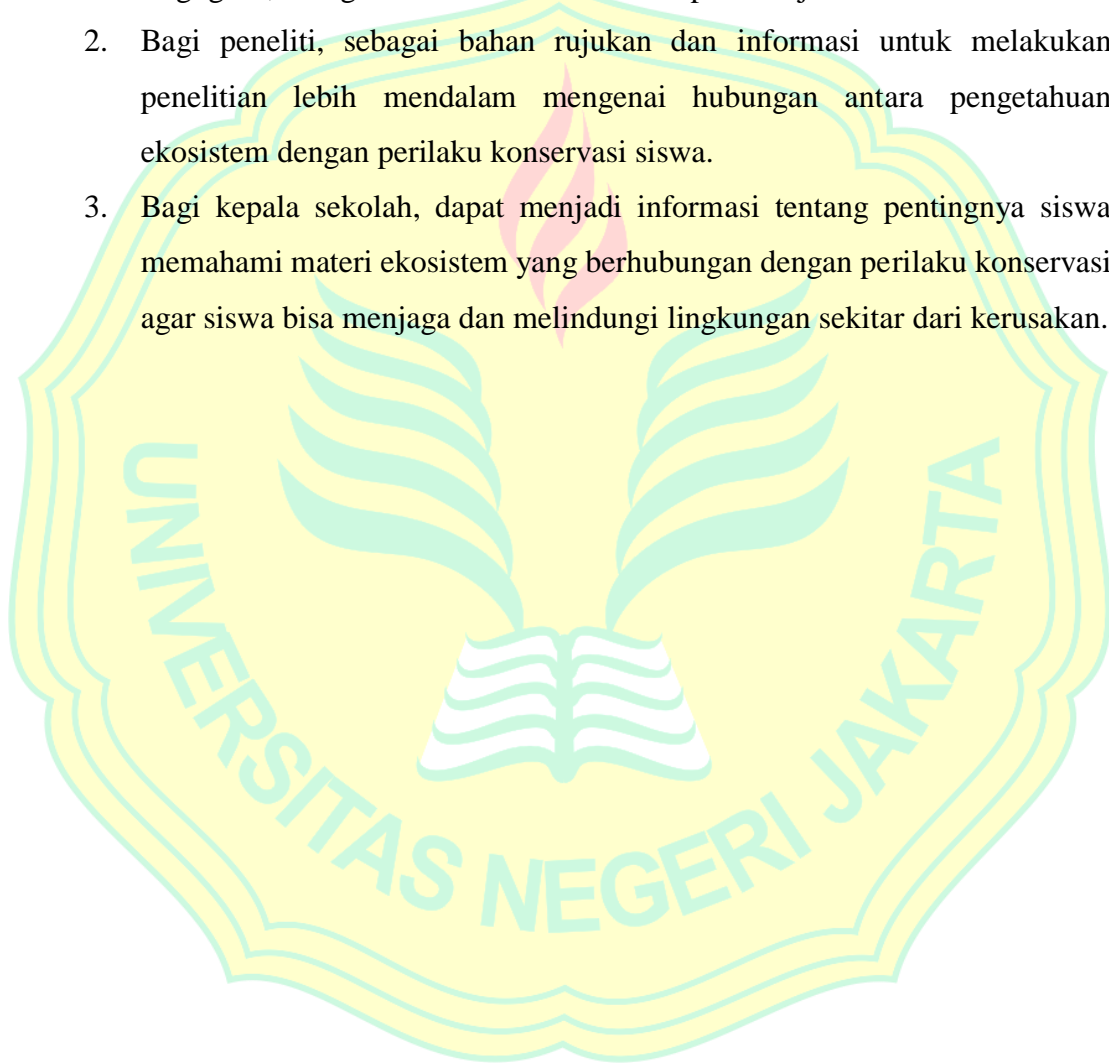 2. Bagi peneliti, sebagai bahan rujukan dan informasi untuk melakukan
penelitian lebih mendalam mengenai hubungan antara pengetahuan
ekosistem dengan perilaku konservasi siswa.
3. Bagi kepala sekolah, dapat menjadi informasi tentang pentingnya siswa
memahami materi ekosistem yang berhubungan dengan perilaku konservasi
agar siswa bisa menjaga dan melindungi lingkungan sekitar dari kerusakan.
UNIVERSITAS NEGERI JAKARTA